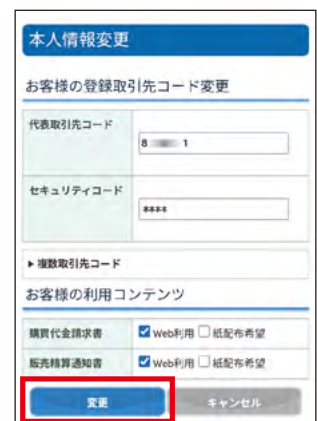 本人情報変更
お客様の登録取引先コード変更
代表取引先コード
8 1
セキュリティコード
****
▶ 複数取引先コード
お客様の利用コンテンツ
購買代金請求書 Web利用 紙配布希望
販売精算通知書 Web利用 紙配布希望
変更 キャンセル